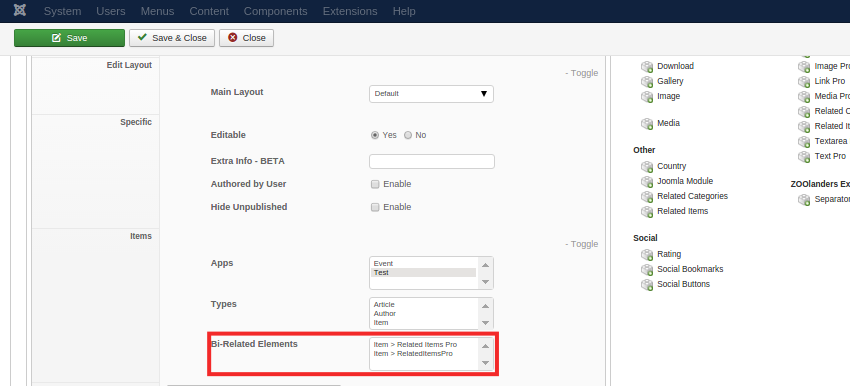 System Users Menus Content Components Extensions Help
Save Save & Close Close
Edit Layout
- Toggle
Main Layout
Default
Specific
Editable
Yes No
Extra Info - BETA
Authored by User
Enable
Hide Unpublished
Enable
Items
- Toggle
Apps
Event
Test
Types
Article
Author
Item
Bi-Related Elements
Item > Related Items Pro
Item > RelatedItemsPro
Download
Gallery
Image
Media
Other
Country
Joomla Module
Related Categories
Related Items
Social
Rating
Social Bookmarks
Social Buttons
Image Pr
Link Pro
Media Pro
Related C
Related It
Textarea
Text Pro
ZOOlanders Ex
Separator